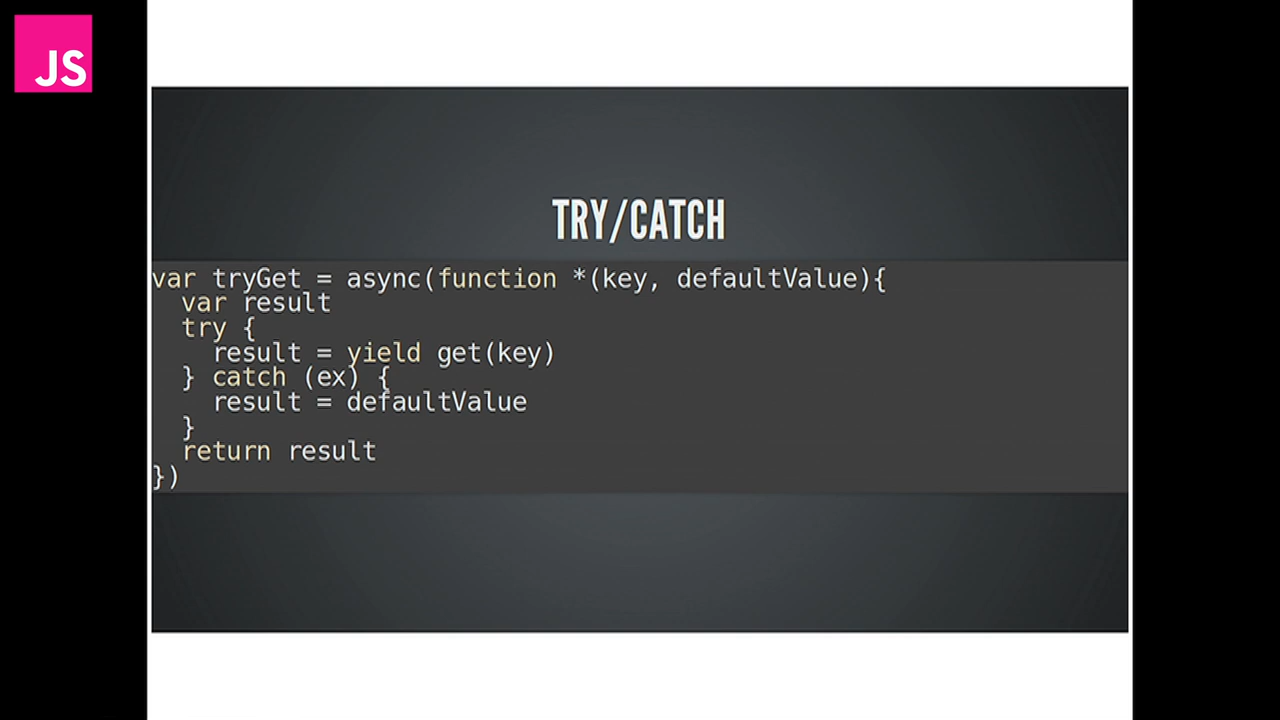 JS
TRY/CATCH
var tryGet = async(function *(key, defaultValue){
  var result
  try {
    result = yield get(key)
  } catch (ex) {
    result = defaultValue
  }
  return result
})